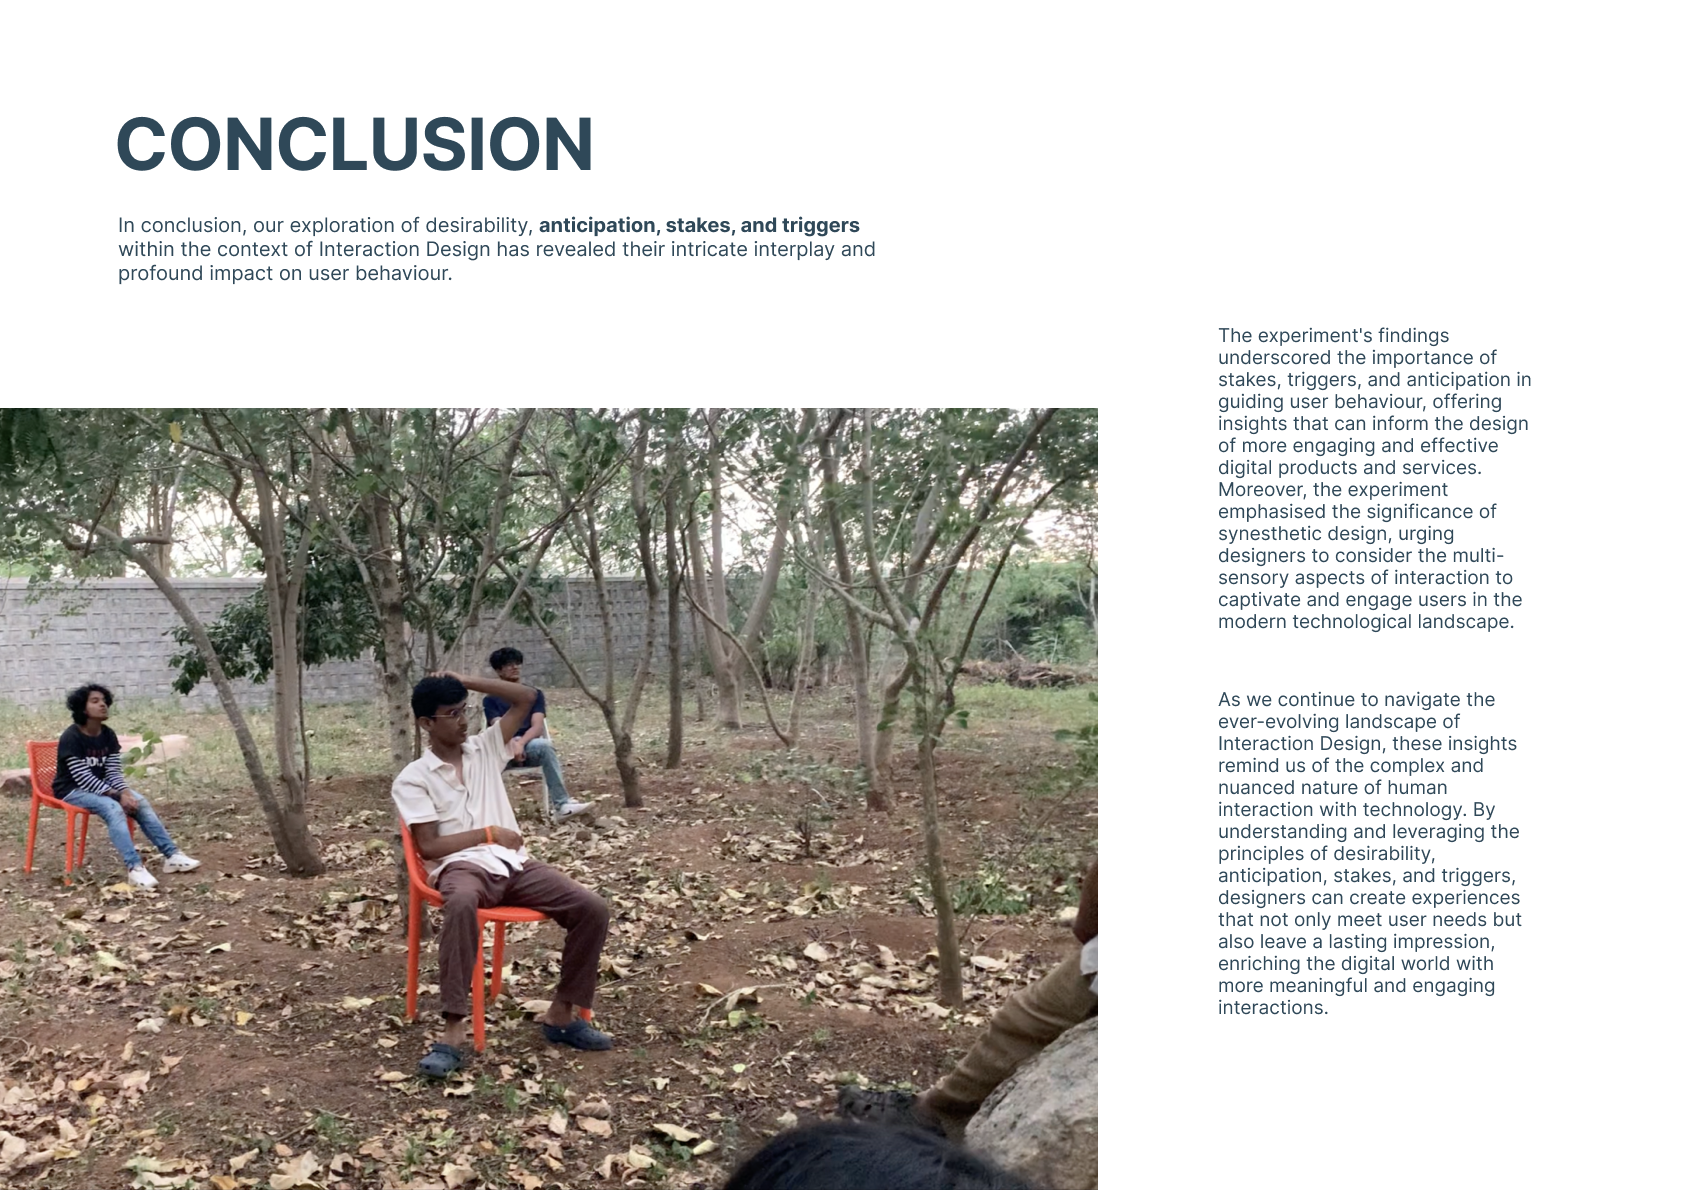 CONCLUSION
In conclusion, our exploration of desirability, anticipation, stakes, and triggers
within the context of Interaction Design has revealed their intricate interplay and
profound impact on user behaviour.
The experiment's findings
underscored the importance of
stakes, triggers, and anticipation in
guiding user behaviour, offering
insights that can inform the design
of more engaging and effective
digital products and services.
Moreover, the experiment
emphasised the significance of
synesthetic design, urging
designers to consider the multi-
sensory aspects of interaction to
captivate and engage users in the
modern technological landscape.
As we continue to navigate the
ever-evolving landscape of
Interaction Design, these insights
remind us of the complex and
nuanced nature of human
interaction with technology. By
understanding and leveraging the
principles of desirability,
anticipation, stakes, and triggers,
designers can create experiences
that not only meet user needs but
also leave a lasting impression,
enriching the digital world with
more meaningful and engaging
interactions.